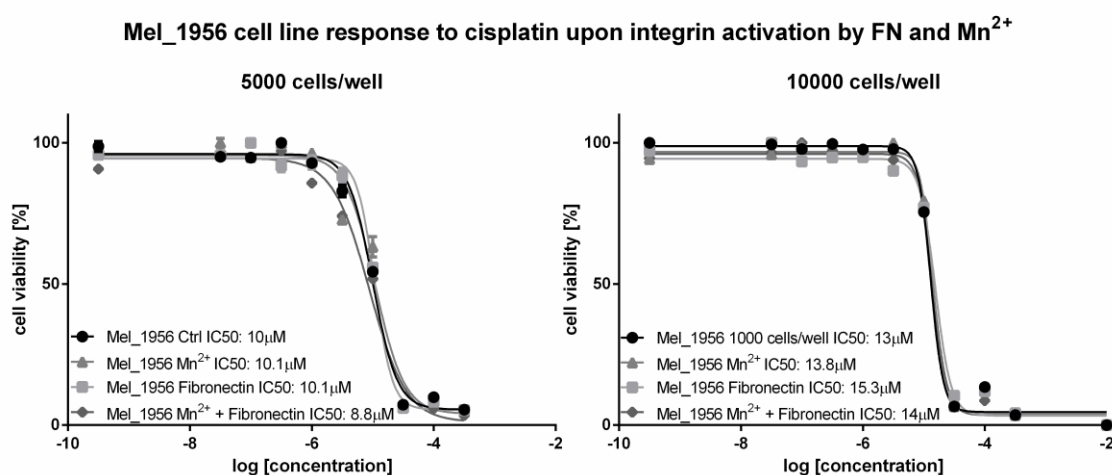 Mel_1956 cell line response to cisplatin upon integrin activation by FN and Mn²⁺
5000 cells/well
100
50
0
cell viability [%]
Mel_1956 Ctrl IC50: 10μM
Mel_1956 Mn²⁺ IC50: 10.1μM
Mel_1956 Fibronectin IC50: 10.1μM
Mel_1956 Mn²⁺ + Fibronectin IC50: 8.8μM
-10
-8
-6
-4
-2
log [concentration]
10000 cells/well
100
50
0
cell viability [%]
Mel_1956 1000 cells/well IC50: 13μM
Mel_1956 Mn²⁺ IC50: 13.8μM
Mel_1956 Fibronectin IC50: 15.3μM
Mel_1956 Mn²⁺ + Fibronectin IC50: 14μM
-10
-8
-6
-4
-2
log [concentration]